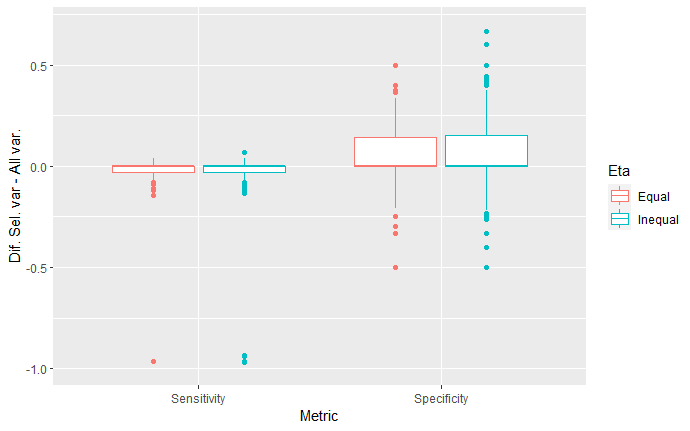 Dif. Sel. var - All var.
0.5
0.0
-0.5
-1.0
Sensitivity
Specificity
Metric
Eta
Equal
Inequal